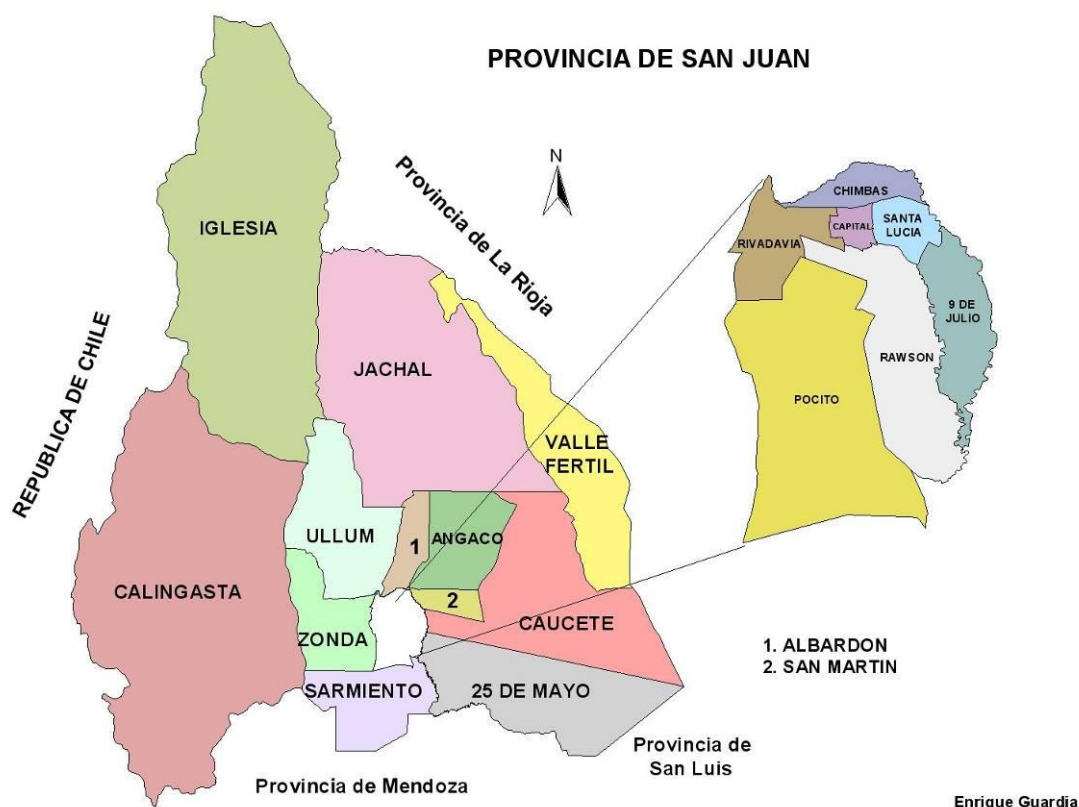 PROVINCIA DE SAN JUAN
N
Provincia de La Rioja
REPUBLICA DE CHILE
IGLESIA
JACHAL
VALLE
FERTIL
ULLUM
1
ANGACO
CALINGASTA
2
ZONDA
CAUCETE
SARMIENTO
25 DE MAYO
CHIMBAS
RIVADAVIA
CAPITAL
SANTA
LUCIA
9 DE
JULIO
RAWSON
POCITO
1. ALBARDON
2. SAN MARTIN
Provincia de
San Luis
Provincia de Mendoza
Enrique Guardia